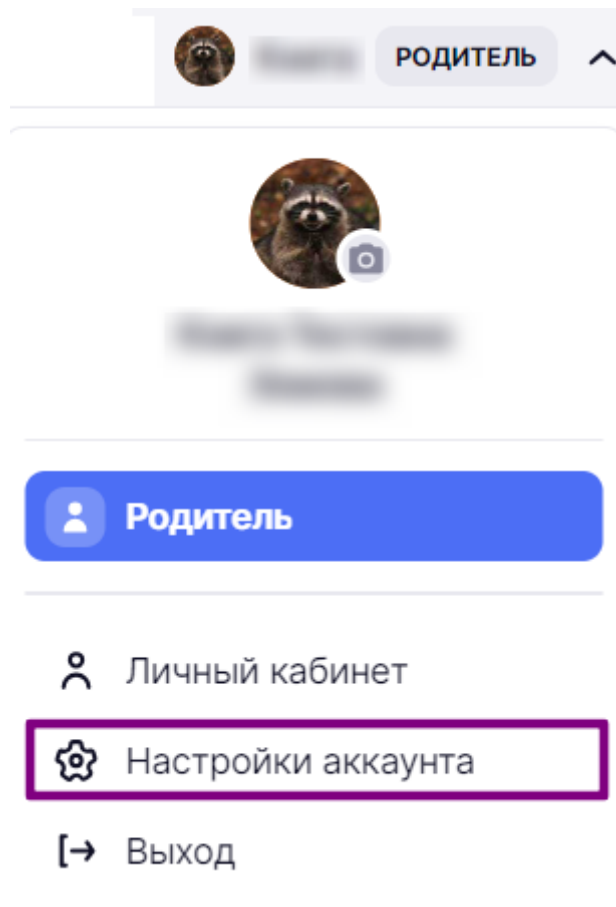 РОДИТЕЛЬ
Родитель
Личный кабинет
Настройки аккаунта
Выход